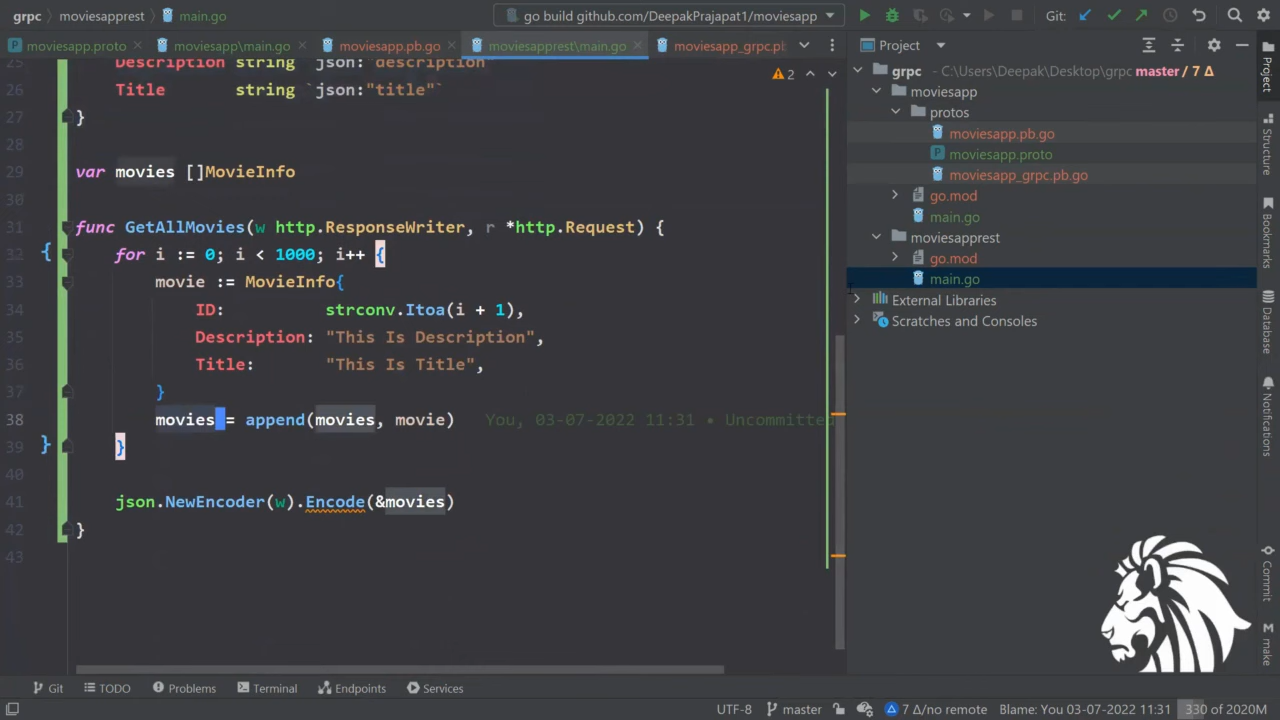 grpc moviesapprest main.go go build github.com/DeepakPrajapat1/moviesapp Git:
moviesapp.proto moviesapp\main.go moviesapp.pb.go moviesapprest\main.go moviesapp_grpc.pb
25 Description string `json:"description"`
26 Title string `json:"title"`
27 }
28
29 var movies []MovieInfo
30
31 func GetAllMovies(w http.ResponseWriter, r *http.Request) {
32 for i := 0; i < 1000; i++ {
33 movie := MovieInfo{
34 ID: strconv.Itoa(i + 1),
35 Description: "This Is Description",
36 Title: "This Is Title",
37 }
38 movies = append(movies, movie) You, 03-07-2022 11:31 • Uncommitted
39 }
40
41 json.NewEncoder(w).Encode(&movies)
42 }
43
2
Project
grpc - C:\Users\Deepak\Desktop\grpc master / 7 Δ
moviesapp
protos
moviesapp.pb.go
moviesapp.proto
moviesapp_grpc.pb.go
go.mod
main.go
moviesapprest
go.mod
main.go
External Libraries
Scratches and Consoles
Project
Structure
Bookmarks
Database
Notifications
Commit
make
Git TODO Problems Terminal Endpoints Services
UTF-8 master 7 Δ/no remote Blame: You 03-07-2022 11:31 330 of 2020M